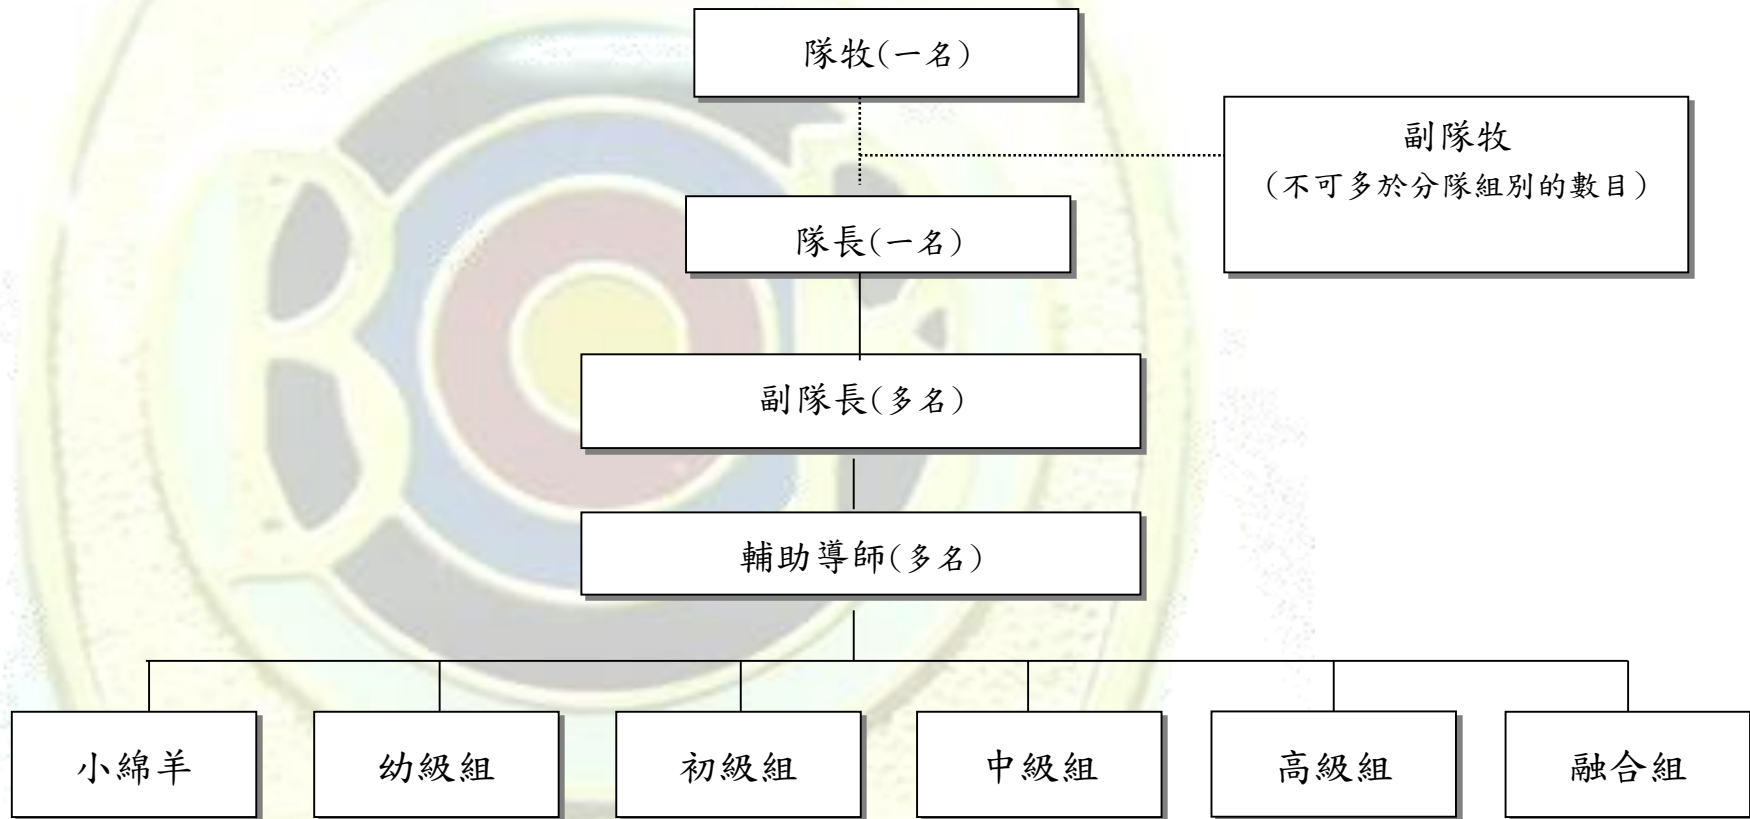 隊牧(一名)
副隊牧
(不可多於分隊組別的數目)
隊長(一名)
副隊長(多名)
輔助導師(多名)
小綿羊
幼級組
初級組
中級組
高級組
融合組